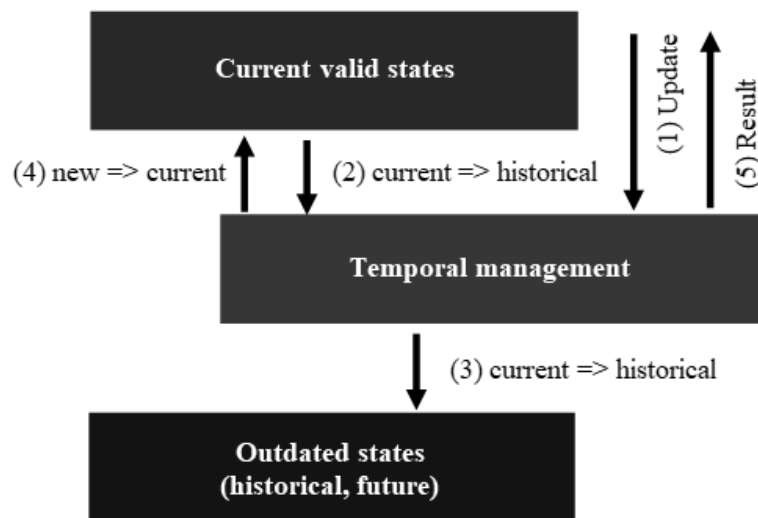 Current valid states
(1) Update
(5) Result
(4) new => current
(2) current => historical
Temporal management
(3) current => historical
Outdated states
(historical, future)